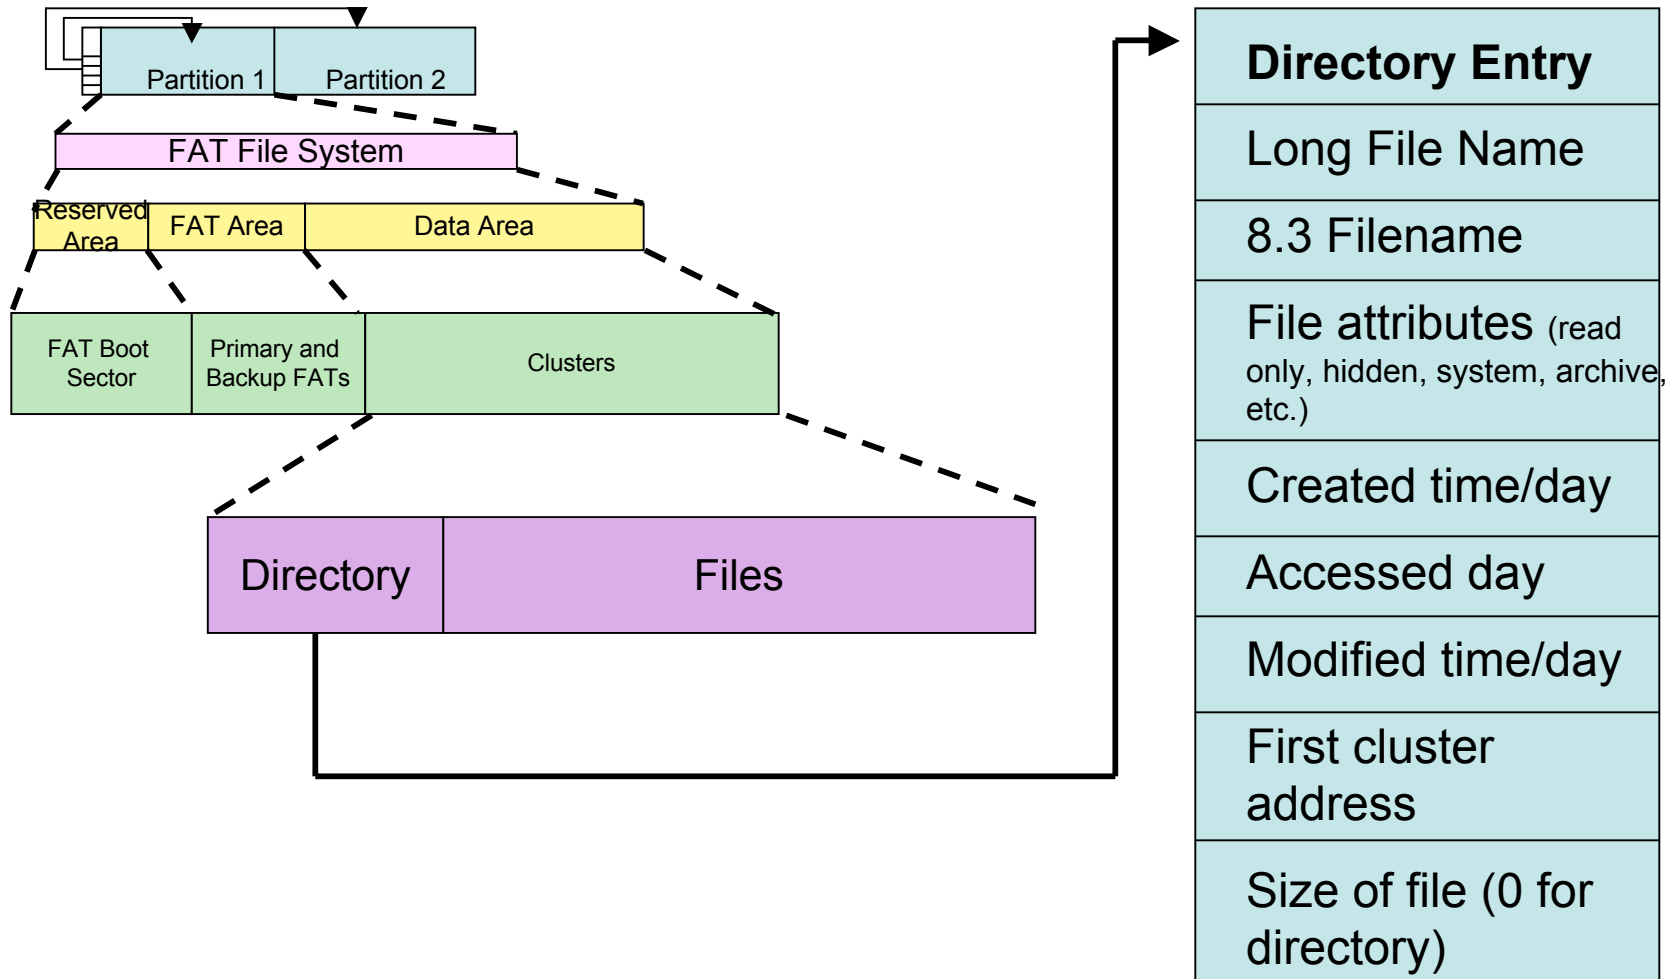 Partition 1
Partition 2
FAT File System
Reserved
Area
FAT Area
Data Area
FAT Boot
Sector
Primary and
Backup FATs
Clusters
Directory
Files
Directory Entry
Long File Name
8.3 Filename
File attributes (read
only, hidden, system, archive,
etc.)
Created time/day
Accessed day
Modified time/day
First cluster
address
Size of file (0 for
directory)